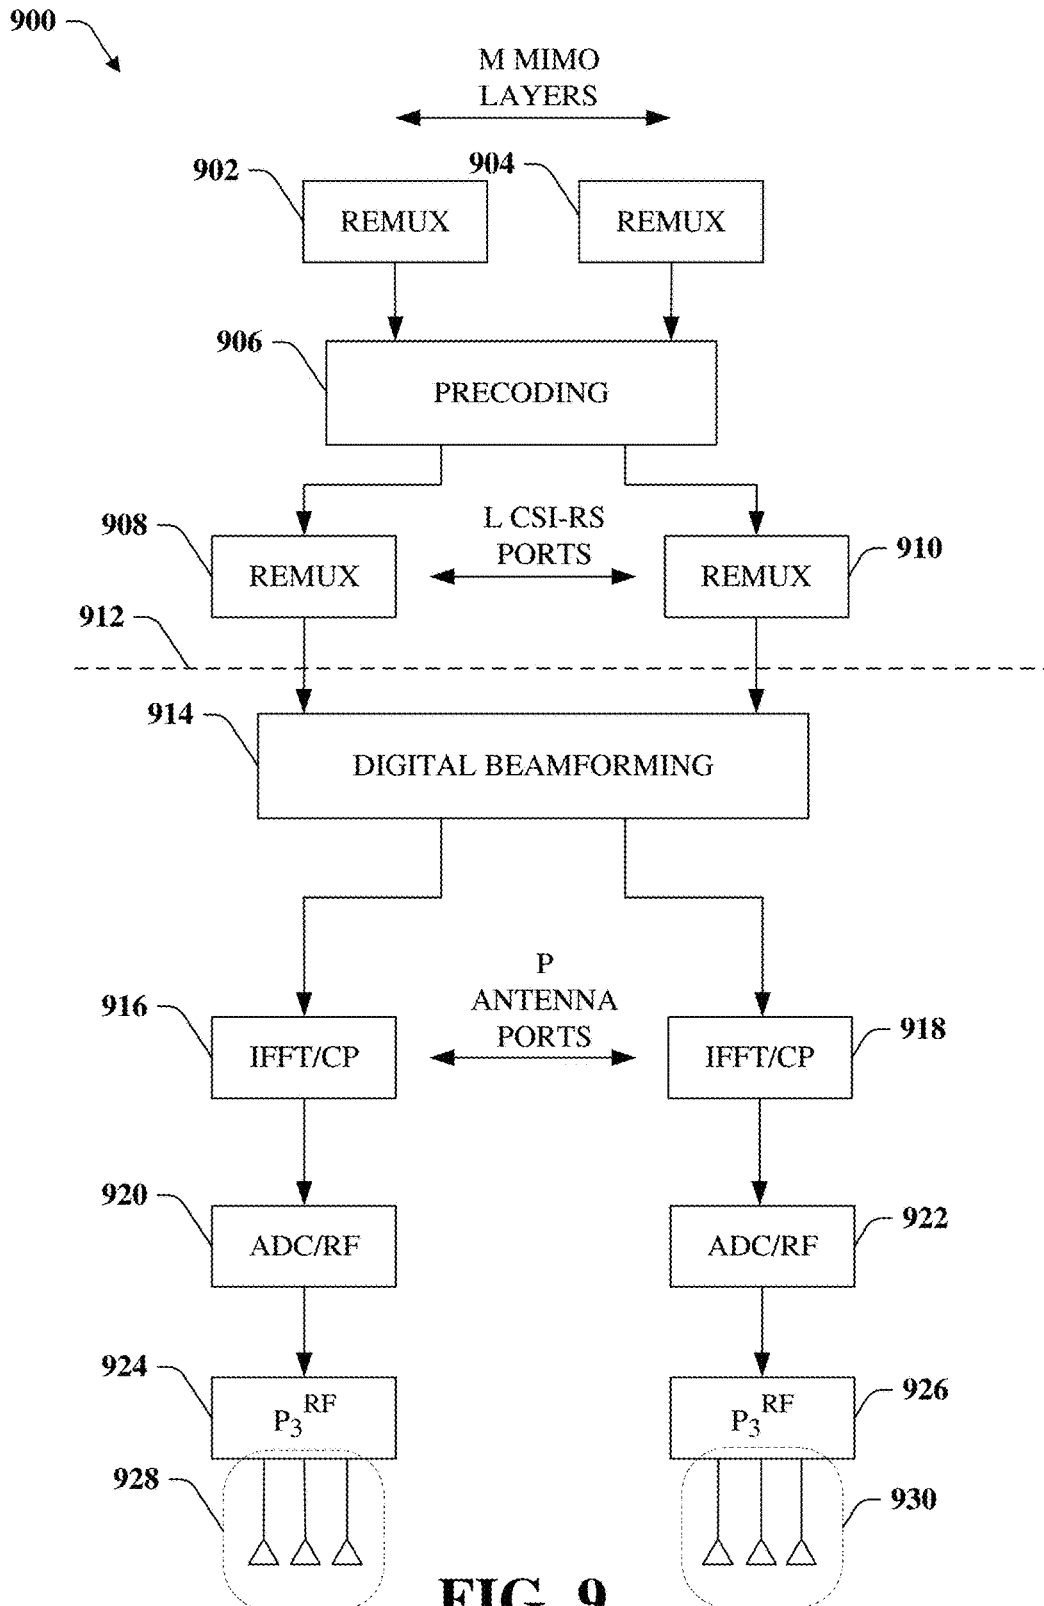 900
M MIMO
LAYERS
902
904
REMUX
REMUX
906
PRECODING
908
L CSI-RS
PORTS
910
REMUX
REMUX
912
914
DIGITAL BEAMFORMING
P
ANTENNA
PORTS
916
918
IFFT/CP
IFFT/CP
920
922
ADC/RF
ADC/RF
924
926
P₃ᴿᶠ
P₃ᴿᶠ
928
930
FIG. 9